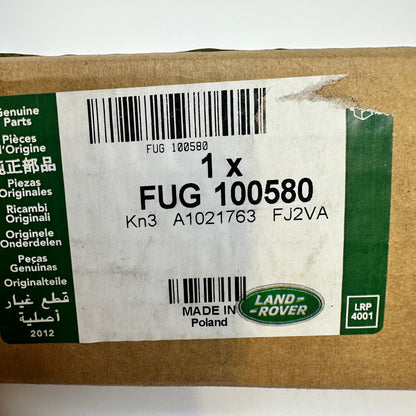 Genuine
Parts
Pièces
d'Origine
純正部品
Piezas
Originales
Ricambi
Originali
Originele
Onderdelen
Peças
Genuinas
Originalteile
قطع غيار
أصلية
2012
FUG 100580
1 x
FUG 100580
Kn3 A1021763 FJ2VA
MADE IN
Poland
LAND-
-ROVER
LRP
4001